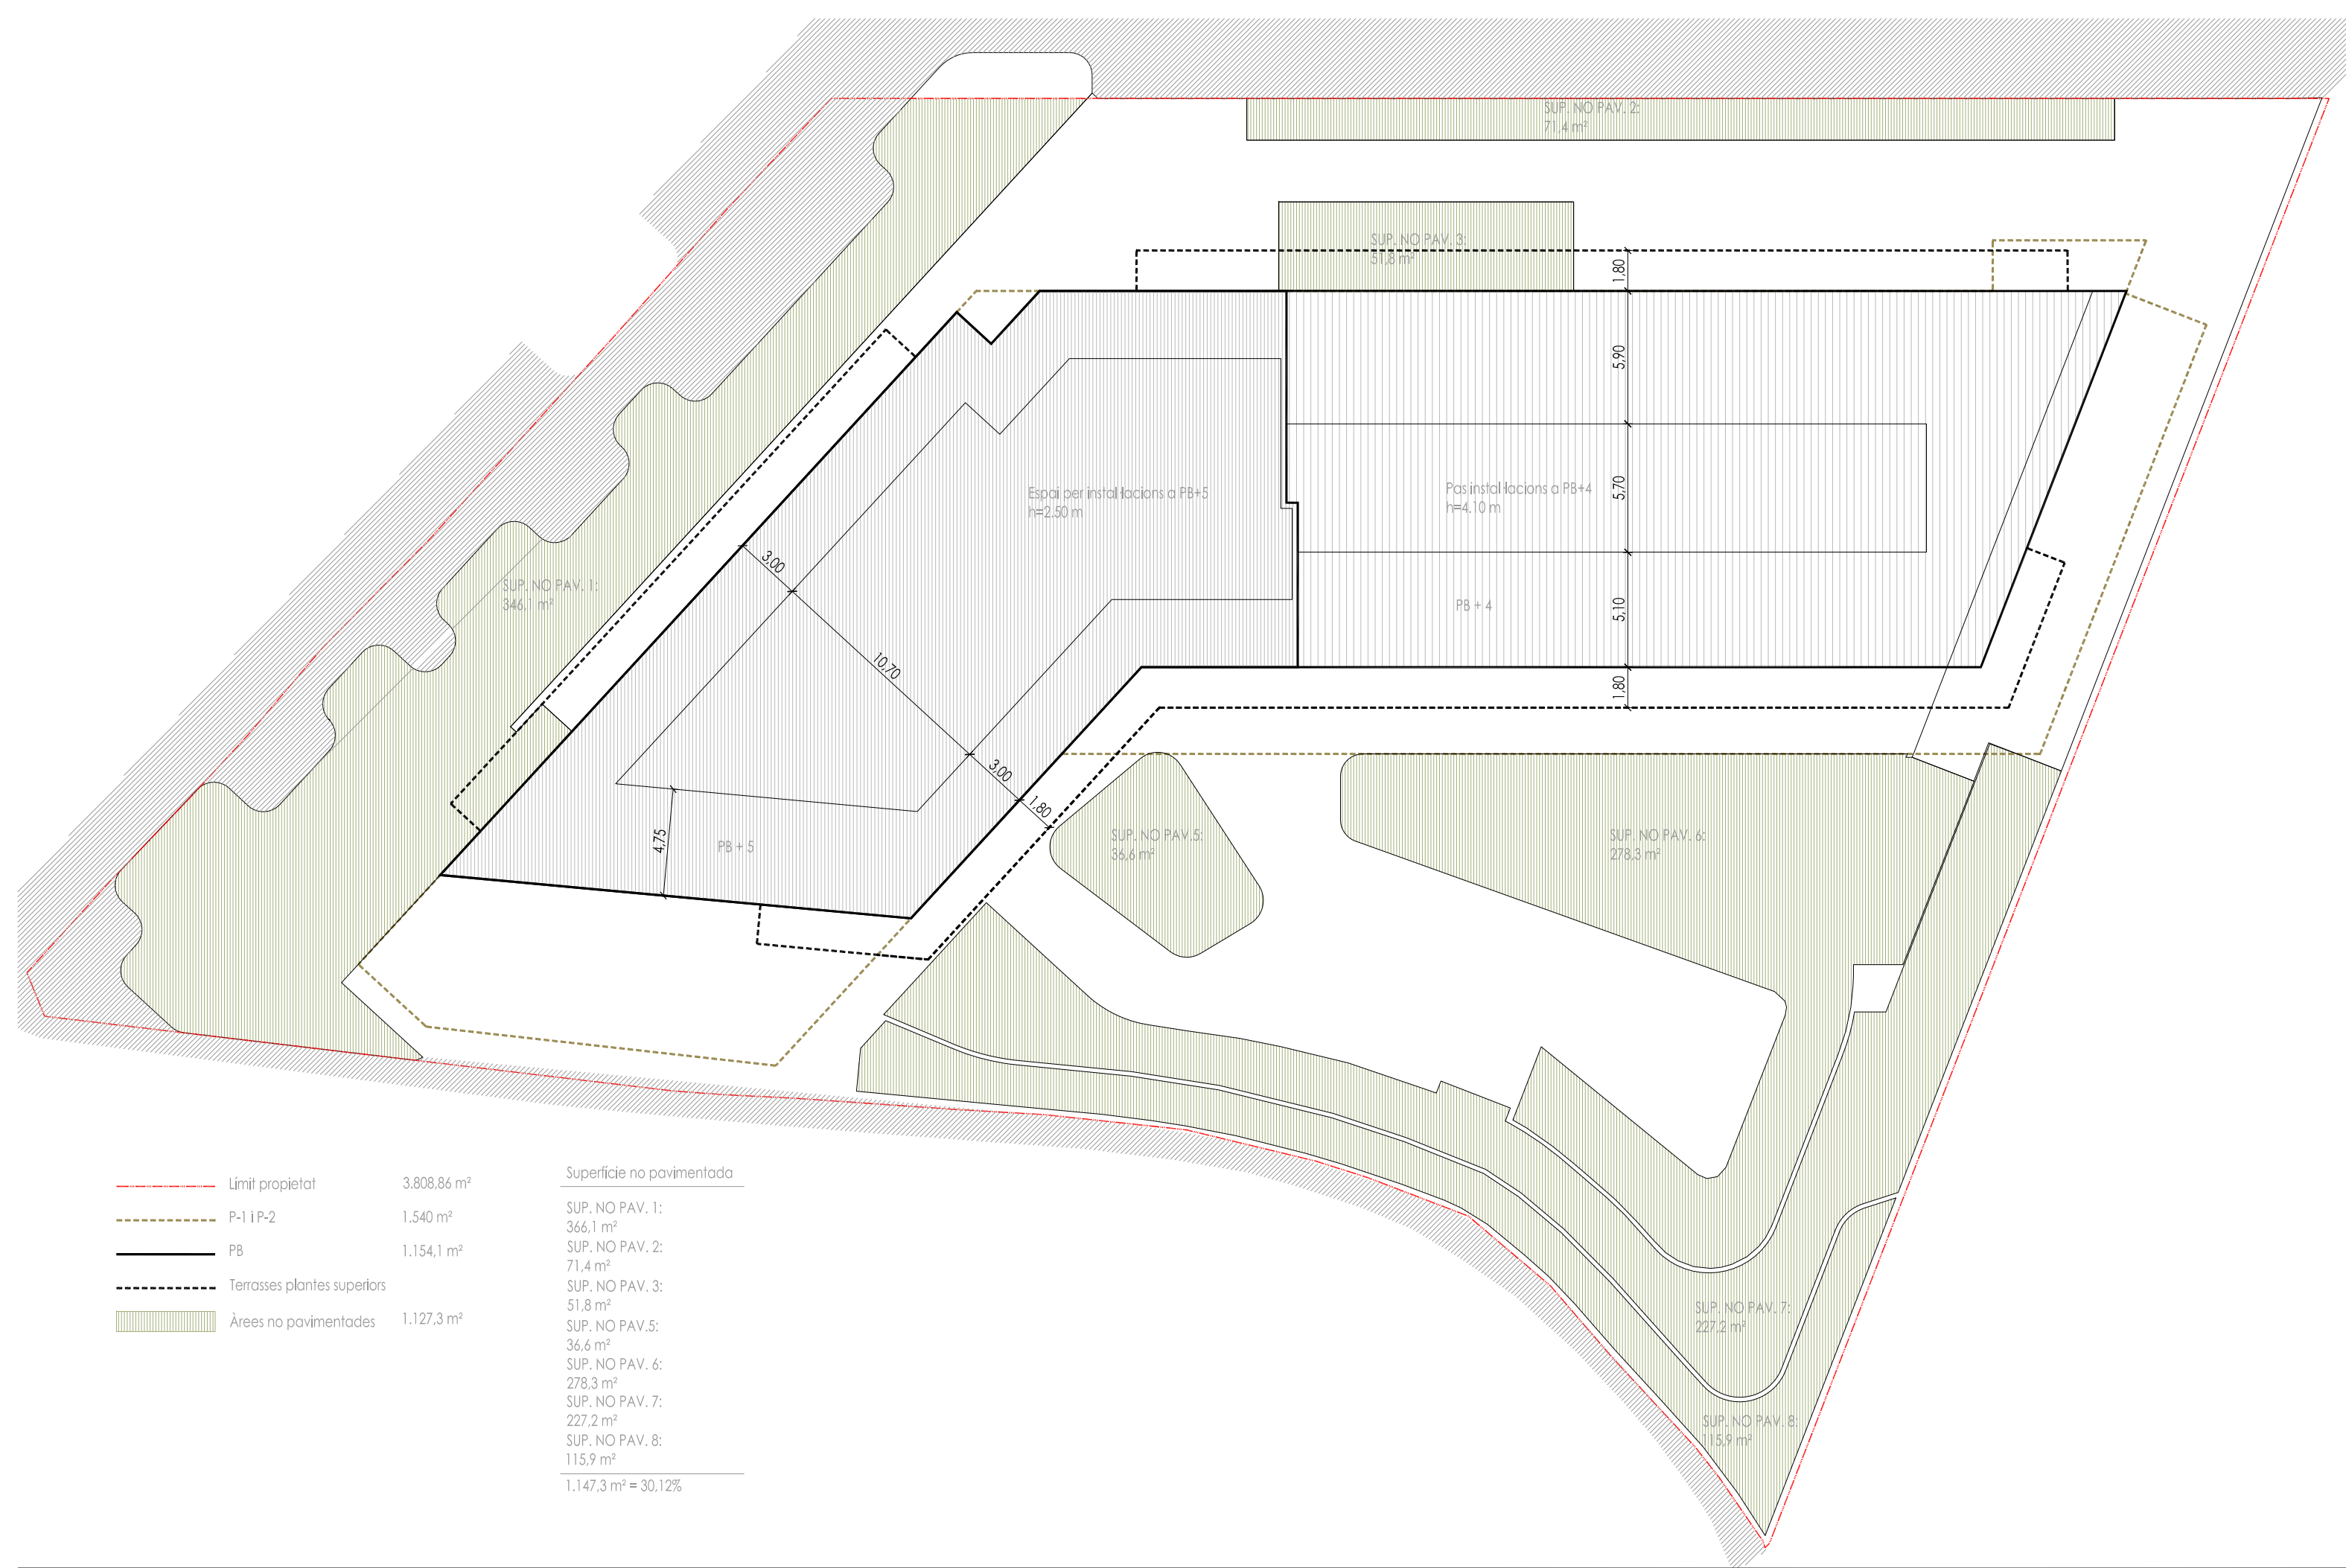 SUP. NO PAV. 2:
71,4 m²
SUP. NO PAV. 3:
51,8 m²
1,80
5,90
Espai per instal·lacions a PB+5
h=2.50 m
Pas instal·lacions a PB+4
h=4.10 m
5,70
3,00
SUP. NO PAV. 1:
346,1 m²
PB + 4
5,10
10,70
1,80
3,00
1,80
4,75
PB + 5
SUP. NO PAV.5:
36,6 m²
SUP. NO PAV. 6:
278,3 m²
SUP. NO PAV. 7:
227,2 m²
SUP. NO PAV. 8:
115,9 m²
Límit propietat 3.808,86 m²
P-1 i P-2 1.540 m²
PB 1.154,1 m²
Terrasses plantes superiors
Àrees no pavimentades 1.127,3 m²
Superfície no pavimentada
SUP. NO PAV. 1:
366,1 m²
SUP. NO PAV. 2:
71,4 m²
SUP. NO PAV. 3:
51,8 m²
SUP. NO PAV.5:
36,6 m²
SUP. NO PAV. 6:
278,3 m²
SUP. NO PAV. 7:
227,2 m²
SUP. NO PAV. 8:
115,9 m²
1.147,3 m² = 30,12%